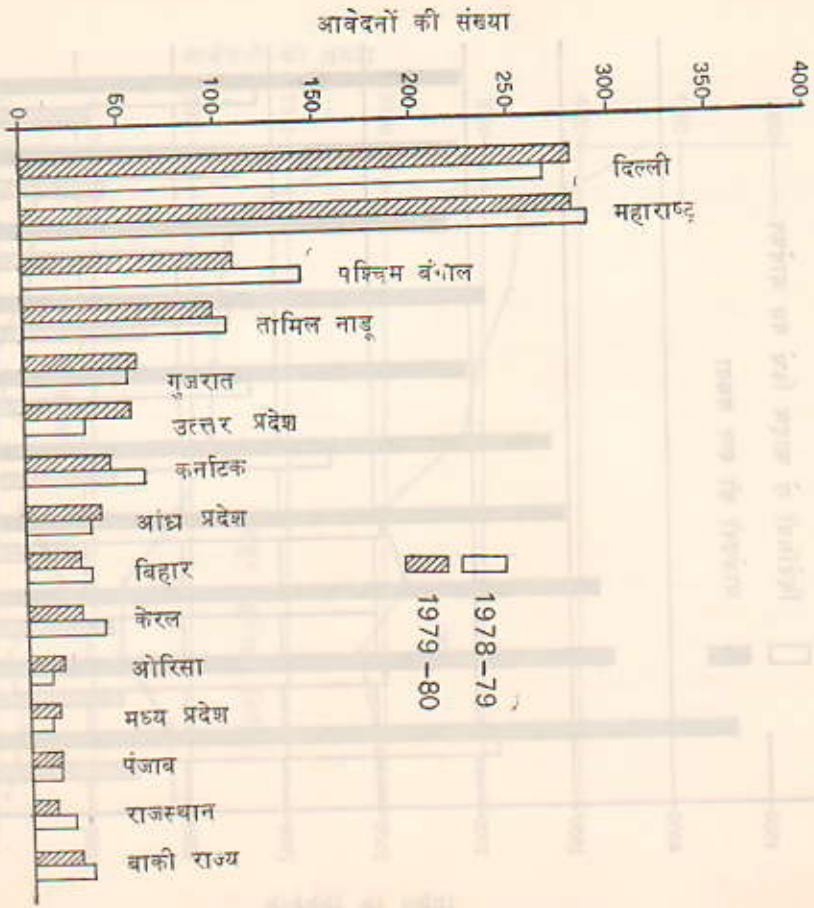 आवेदनों की संख्या
0
50
100
150
200
250
300
350
400
दिल्ली
महाराष्ट्र
पश्चिम बंगाल
तामिल नाडू
गुजरात
उत्तर प्रदेश
कर्नाटक
आंध्र प्रदेश
बिहार
केरल
ओरिसा
मध्य प्रदेश
पंजाब
राजस्थान
बाकी राज्य
1978-79
1979-80